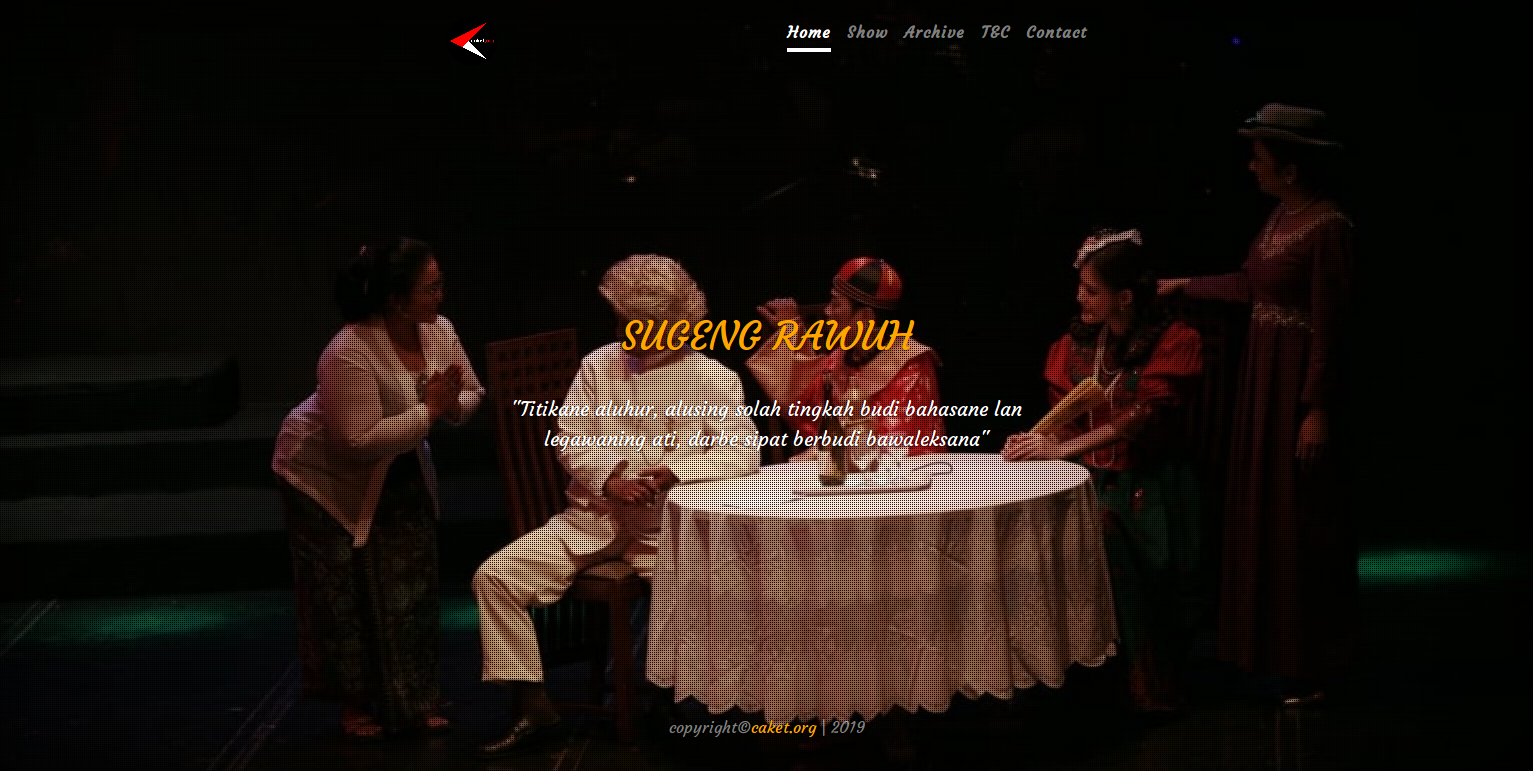 Home Show Archive T&C Contact
SUGENG RAWUH
"Titikane aluhur, alusing solah tingkah budi bahasane lan
legawaning ati, darbe sipat berbudi bawaleksana"
copyright©caket.org | 2019